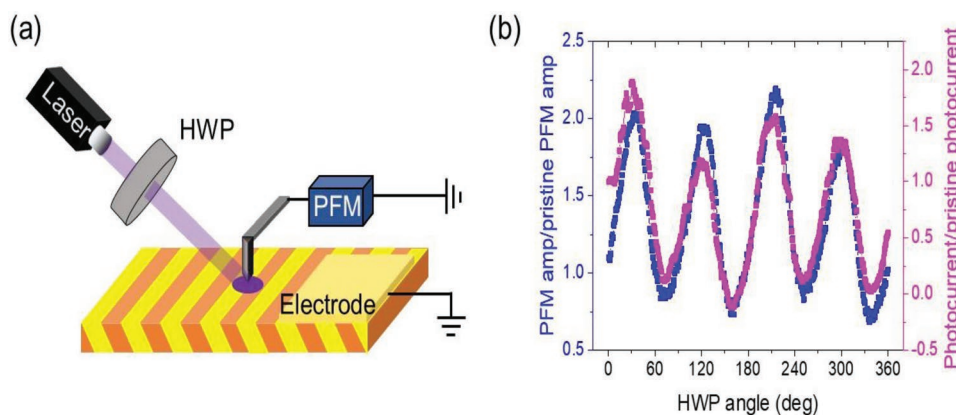 (a)
Laser
HWP
PFM
Electrode
(b)
PFM amp/pristine PFM amp
2.5
2.0
1.5
1.0
0.5
0
60
120
180
240
300
360
HWP angle (deg)
2.0
1.5
1.0
0.5
0.0
-0.5
Photocurrent/pristine photocurrent